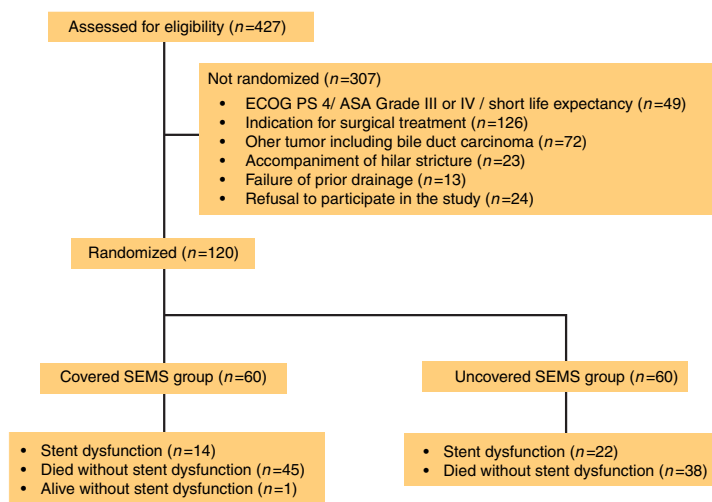 Assessed for eligibility (n=427)
Not randomized (n=307)
• ECOG PS 4/ ASA Grade III or IV / short life expectancy (n=49)
• Indication for surgical treatment (n=126)
• Oher tumor including bile duct carcinoma (n=72)
• Accompaniment of hilar stricture (n=23)
• Failure of prior drainage (n=13)
• Refusal to participate in the study (n=24)
Randomized (n=120)
Covered SEMS group (n=60)
Uncovered SEMS group (n=60)
• Stent dysfunction (n=14)
• Died without stent dysfunction (n=45)
• Alive without stent dysfunction (n=1)
• Stent dysfunction (n=22)
• Died without stent dysfunction (n=38)